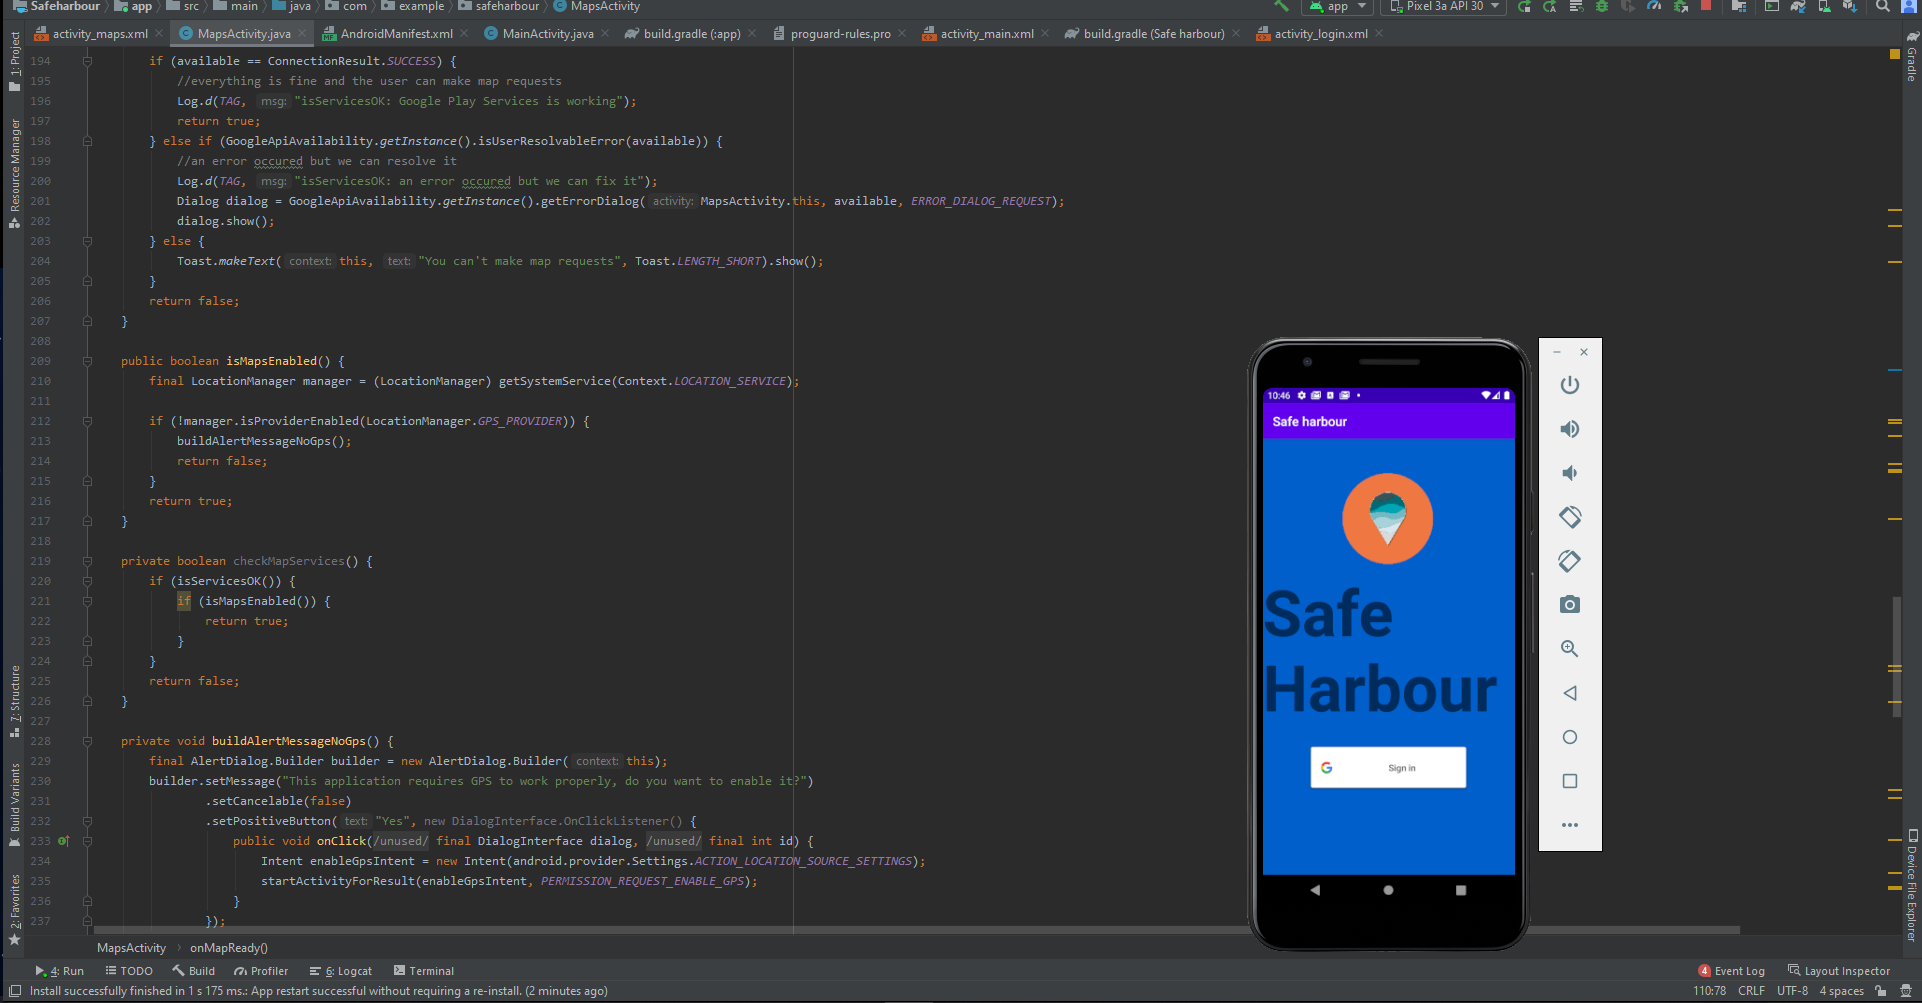 Safeharbour 〉 app 〉 src 〉 main 〉 java 〉 com 〉 example 〉 safeharbour 〉 MapsActivity
app Pixel 3a API 30
activity_maps.xml MapsActivity.java AndroidManifest.xml MainActivity.java build.gradle (:app) proguard-rules.pro activity_main.xml build.gradle (Safe harbour) activity_login.xml
1: Project
Resource Manager
7: Structure
Build Variants
2: Favorites
194 if (available == ConnectionResult.SUCCESS) {
195 //everything is fine and the user can make map requests
196 Log.d(TAG, msg: "isServicesOK: Google Play Services is working");
197 return true;
198 } else if (GoogleApiAvailability.getInstance().isUserResolvableError(available)) {
199 //an error occured but we can resolve it
200 Log.d(TAG, msg: "isServicesOK: an error occured but we can fix it");
201 Dialog dialog = GoogleApiAvailability.getInstance().getErrorDialog( activity: MapsActivity.this, available, ERROR_DIALOG_REQUEST);
202 dialog.show();
203 } else {
204 Toast.makeText( context: this, text: "You can't make map requests", Toast.LENGTH_SHORT).show();
205 }
206 return false;
207 }
208
209 public boolean isMapsEnabled() {
210 final LocationManager manager = (LocationManager) getSystemService(Context.LOCATION_SERVICE);
211
212 if (!manager.isProviderEnabled(LocationManager.GPS_PROVIDER)) {
213 buildAlertMessageNoGps();
214 return false;
215 }
216 return true;
217 }
218
219 private boolean checkMapServices() {
220 if (isServicesOK()) {
221 if (isMapsEnabled()) {
222 return true;
223 }
224 }
225 return false;
226 }
227
228 private void buildAlertMessageNoGps() {
229 final AlertDialog.Builder builder = new AlertDialog.Builder( context: this);
230 builder.setMessage("This application requires GPS to work properly, do you want to enable it?")
231 .setCancelable(false)
232 .setPositiveButton( text: "Yes", new DialogInterface.OnClickListener() {
233 public void onClick(/unused/ final DialogInterface dialog, /unused/ final int id) {
234 Intent enableGpsIntent = new Intent(android.provider.Settings.ACTION_LOCATION_SOURCE_SETTINGS);
235 startActivityForResult(enableGpsIntent, PERMISSION_REQUEST_ENABLE_GPS);
236 }
237 });
10:46
Safe harbour
Safe
Harbour
G Sign in
Gradle
Device File Explorer
MapsActivity 〉 onMapReady()
4: Run TODO Build Profiler 6: Logcat Terminal 4 Event Log Layout Inspector
Install successfully finished in 1 s 175 ms.: App restart successful without requiring a re-install. (2 minutes ago) 110:78 CRLF UTF-8 4 spaces